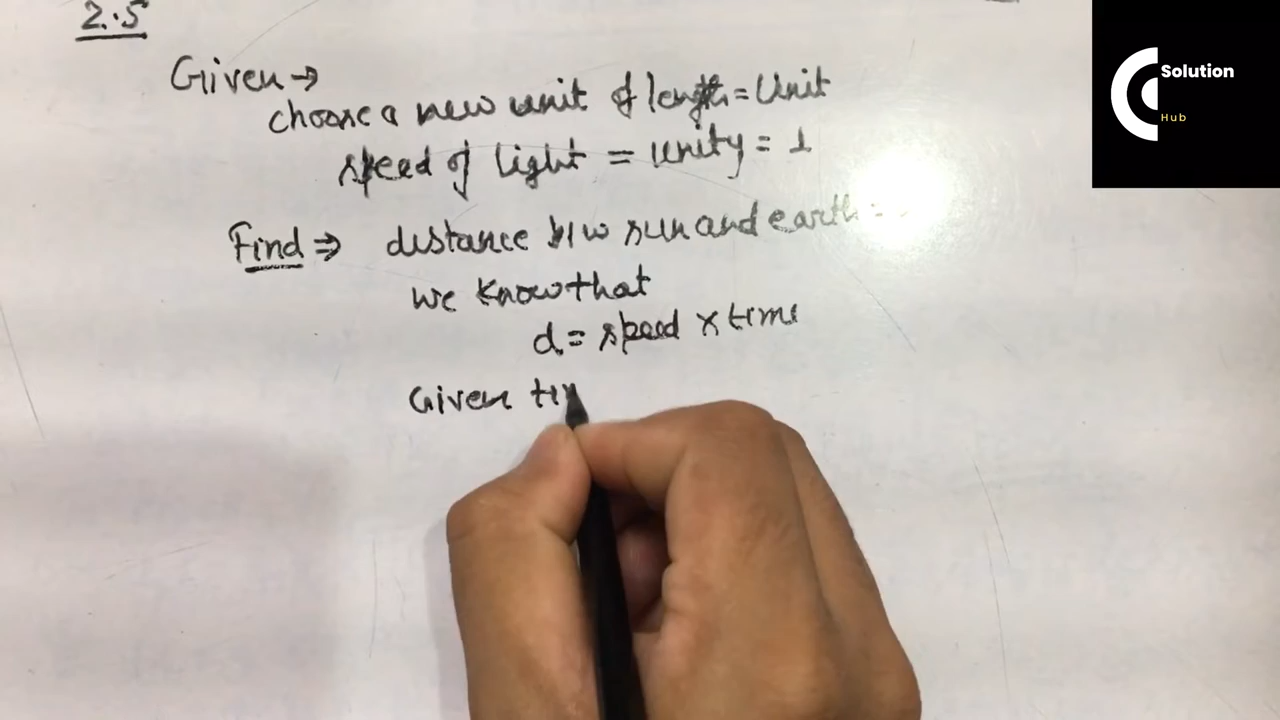 2.5
Given →
choose a new unit of length = Unit
speed of light = unity = 1
Find ⇒ distance b/w sun and earth =
we know that
d = speed × time
Given tim
Solution
Hub